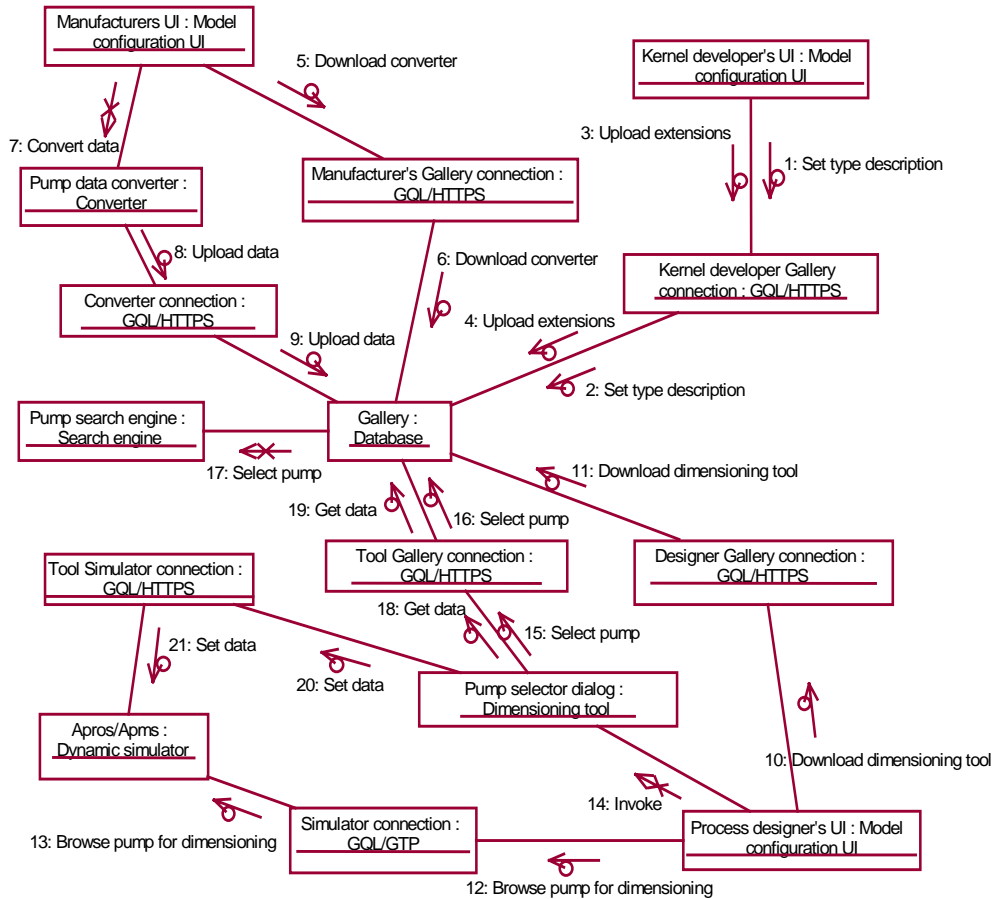 Manufacturers UI : Model
configuration UI
5: Download converter
Kernel developer's UI : Model
configuration UI
3: Upload extensions
7: Convert data
1: Set type description
Pump data converter :
Converter
Manufacturer's Gallery connection :
GQL/HTTPS
8: Upload data
6: Download converter
Kernel developer Gallery
connection : GQL/HTTPS
Converter connection :
GQL/HTTPS
4: Upload extensions
9: Upload data
2: Set type description
Pump search engine :
Search engine
Gallery :
Database
17: Select pump
11: Download dimensioning tool
19: Get data
16: Select pump
Tool Simulator connection :
GQL/HTTPS
Tool Gallery connection :
GQL/HTTPS
Designer Gallery connection :
GQL/HTTPS
18: Get data
15: Select pump
21: Set data
20: Set data
Pump selector dialog :
Dimensioning tool
Apros/Apms :
Dynamic simulator
10: Download dimensioning tool
14: Invoke
13: Browse pump for dimensioning
Simulator connection :
GQL/GTP
Process designer's UI : Model
configuration UI
12: Browse pump for dimensioning